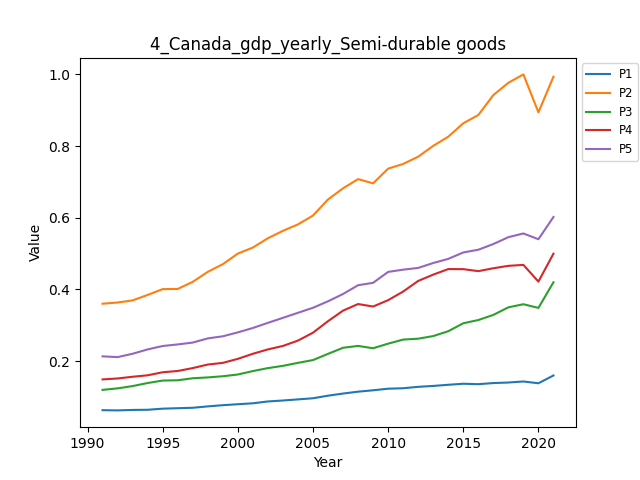 4_Canada_gdp_yearly_Semi-durable goods
P1
P2
P3
P4
P5
Value
1.0
0.8
0.6
0.4
0.2
1990 1995 2000 2005 2010 2015 2020
Year